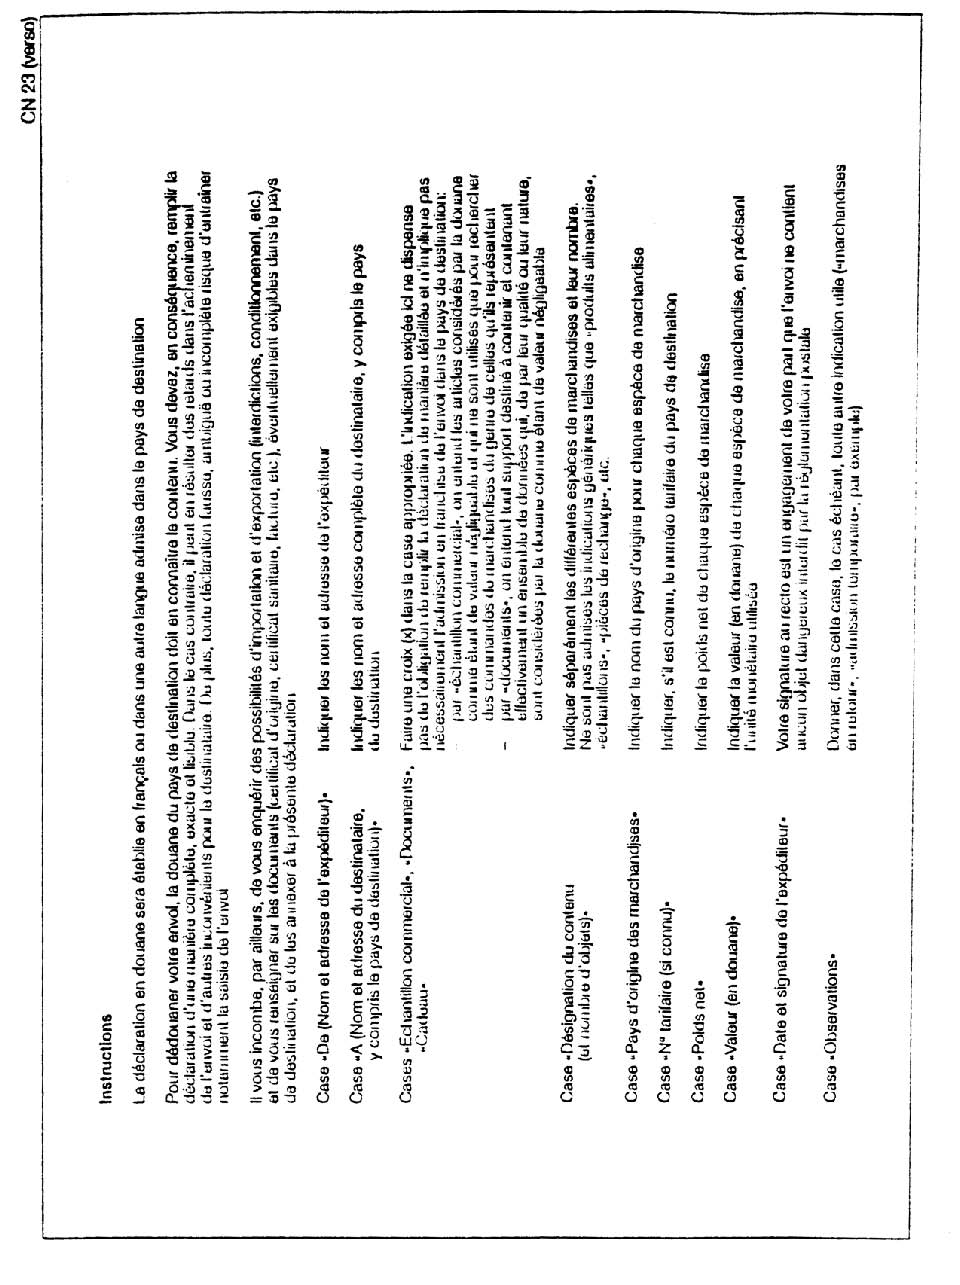 CN 23 (verso)
Instructions
La déclaration en douane sera établie en français ou dans une autre langue admise dans le pays de destination
Pour dédouaner votre envoi, la douane du pays de destination doit en connaître le contenu. Vous devez, en conséquence, remplir la
déclaration d'une manière complète, exacte et lisible. Dans le cas contraire, il peut en résulter des retards dans l'acheminement
de l'envoi et d'autres inconvénients pour le destinataire. De plus, toute déclaration fausse, ambiguë ou incomplète risque d'entraîner
notamment la saisie de l'envoi
Il vous incombe, par ailleurs, de vous enquérir des possibilités d'importation et d'exportation (interdictions, conditionnement, etc.)
et de vous renseigner sur les documents (certificat d'origine, certificat sanitaire, facture, etc.), éventuellement exigibles dans le pays
de destination, et de les annexer à la présente déclaration
Case «De (Nom et adresse de l'expéditeur)» Indiquer les nom et adresse de l'expéditeur
Case «A (Nom et adresse du destinataire, Indiquer les nom et adresse complète du destinataire, y compris le pays
y compris le pays de destination)» de destination
Cases «Echantillon commercial», «Documents», Faire une croix (x) dans la case appropriée. L'indication exigée ici ne dispense
«Cadeau» pas de l'obligation de remplir la déclaration de manière détaillée et n'implique pas
nécessairement l'admission en franchise de l'envoi dans le pays de destination:
– par «échantillon commercial», on entend les articles considérés par la douane
comme étant de valeur négligeable et qui ne sont utilisés que pour rechercher
des commandes de marchandises du genre de celles qu'ils représentent
– par «documents», on entend tout support destiné à contenir et contenant
effectivement un ensemble de données qui, de par leur qualité ou leur nature,
sont considérées par la douane comme étant de valeur négligeable
Case «Désignation du contenu Indiquer séparément les différentes espèces de marchandises et leur nombre.
(et nombre d'objets)» Ne sont pas admises les indications génériques telles que «produits alimentaires»,
«échantillons», «pièces de rechange», etc.
Case «Pays d'origine des marchandises» Indiquer le nom du pays d'origine pour chaque espèce de marchandise
Case «N° tarifaire (si connu)» Indiquer, s'il est connu, le numéro tarifaire du pays de destination
Case «Poids net» Indiquer le poids net de chaque espèce de marchandise
Case «Valeur (en douane)» Indiquer la valeur (en douane) de chaque espèce de marchandise, en précisant
l'unité monétaire utilisée
Case «Date et signature de l'expéditeur» Votre signature au recto est un engagement de votre part que l'envoi ne contient
aucun objet dangereux interdit par la réglementation postale
Case «Observations» Donner, dans cette case, le cas échéant, toute autre indication utile («marchandises
en retour», «admission temporaire», par exemple)